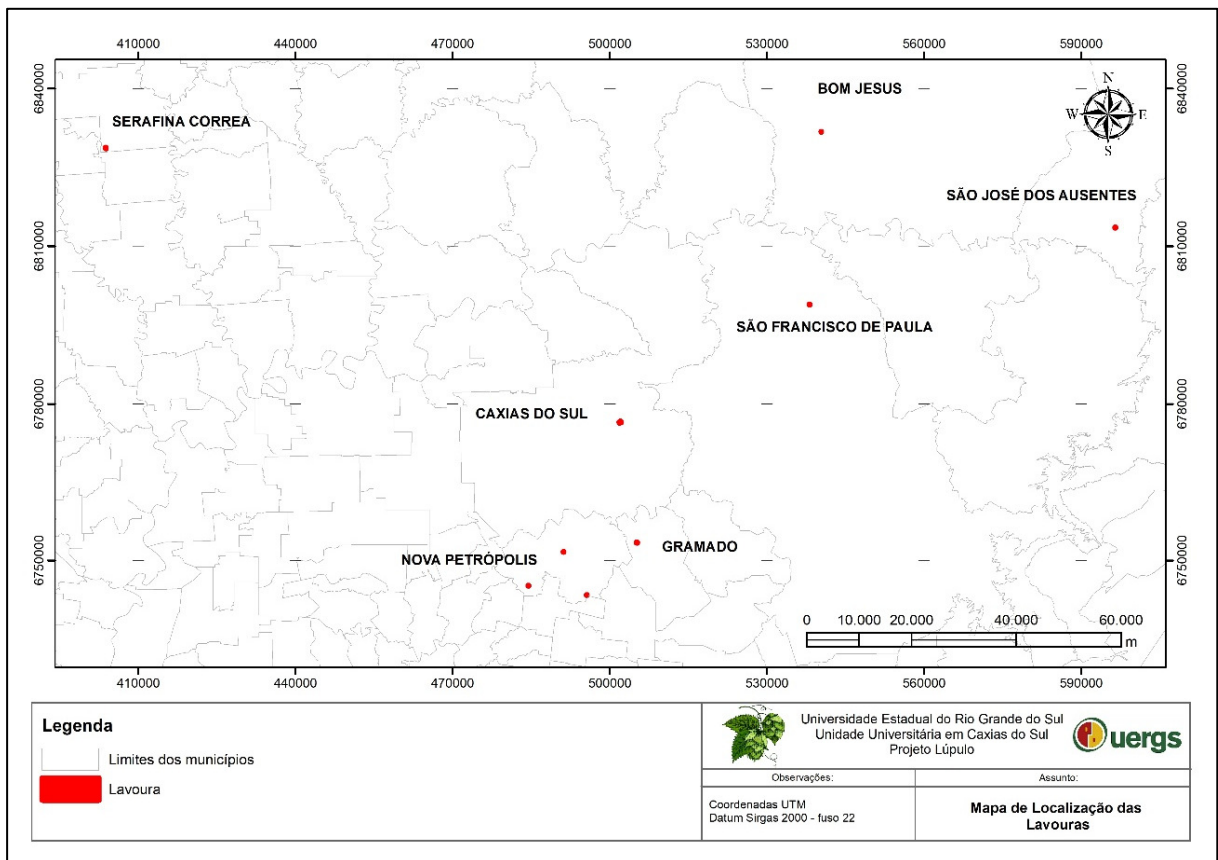 410000 440000 470000 500000 530000 560000 590000
6840000
6840000
N
W E
S
BOM JESUS
SERAFINA CORREA
SÃO JOSÉ DOS AUSENTES
6810000
6810000
SÃO FRANCISCO DE PAULA
6780000
6780000
CAXIAS DO SUL
GRAMADO
NOVA PETRÓPOLIS
6750000
6750000
0 10.000 20.000 40.000 60.000
m
410000 440000 470000 500000 530000 560000 590000
Legenda
Limites dos municípios
Lavoura
Universidade Estadual do Rio Grande do Sul
Unidade Universitária em Caxias do Sul
Projeto Lúpulo
uergs
Observações:
Assunto:
Coordenadas UTM
Datum Sirgas 2000 - fuso 22
Mapa de Localização das
Lavouras